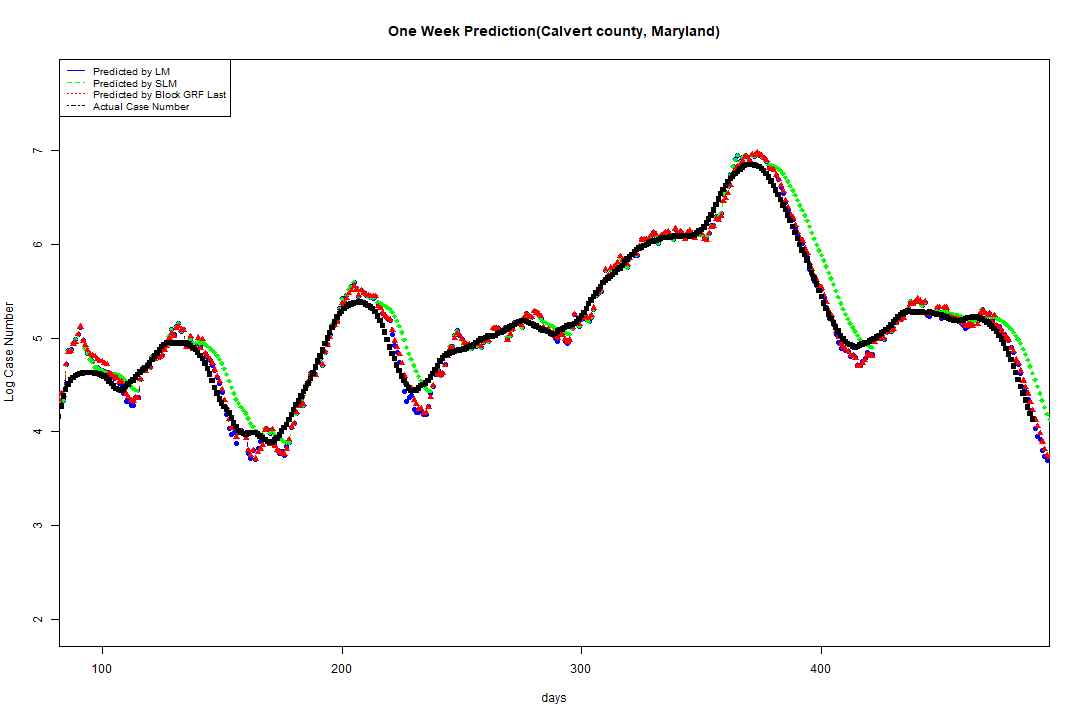 One Week Prediction(Calvert county, Maryland)
Predicted by LM
Predicted by SLM
Predicted by Block GRF Last
Actual Case Number
7
6
5
4
3
2
Log Case Number
100 200 300 400
days